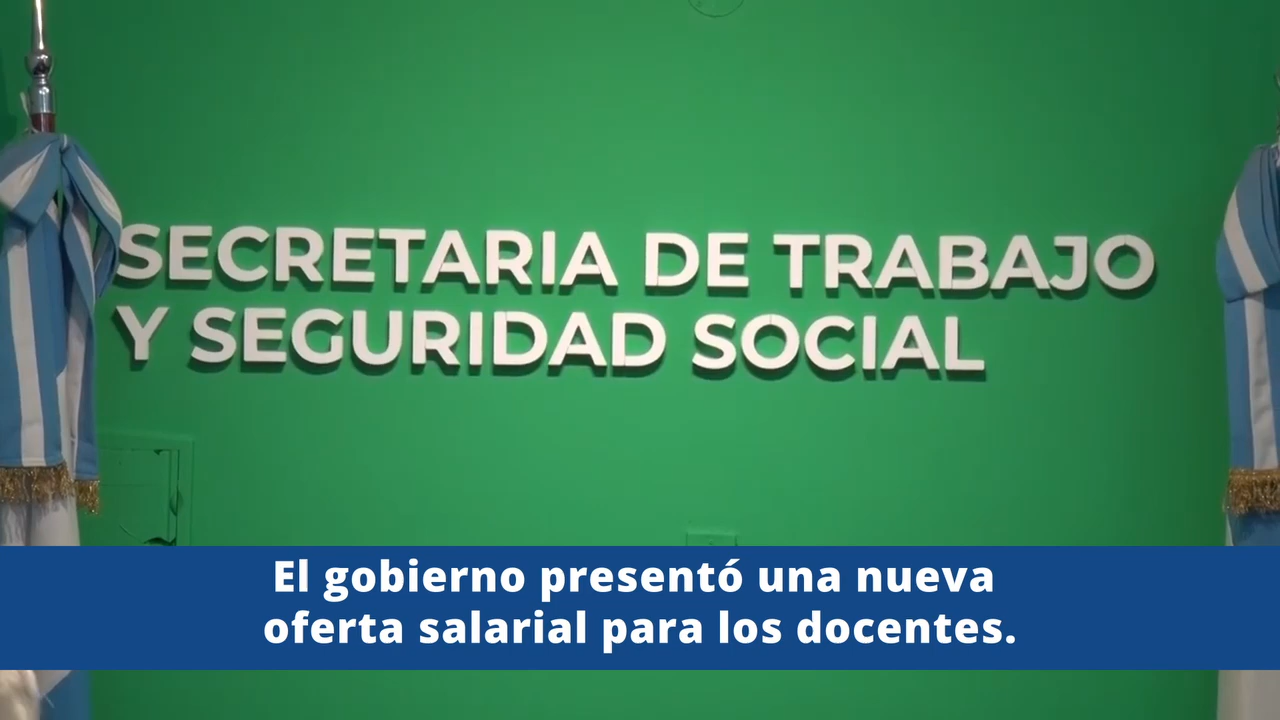 SECRETARIA DE TRABAJO
Y SEGURIDAD SOCIAL
El gobierno presentó una nueva
oferta salarial para los docentes.